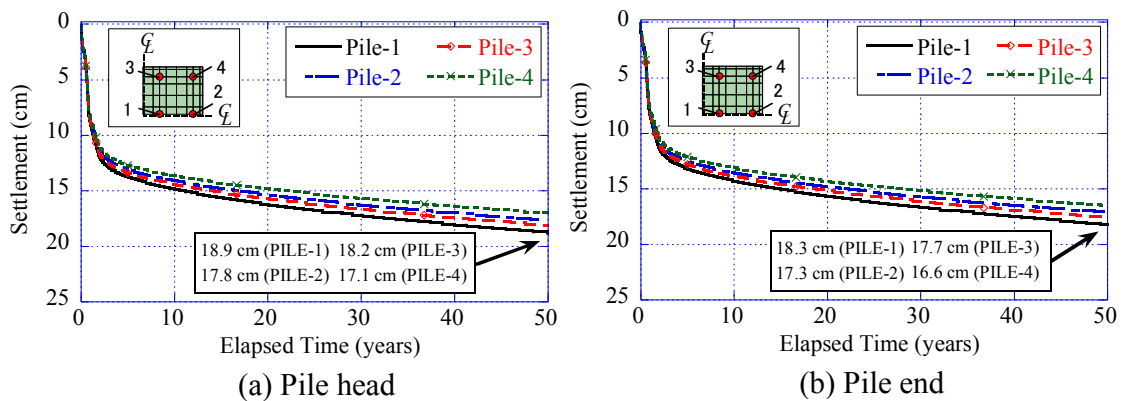 0
5
10
15
20
25
Settlement (cm)
℄
3
4
1
2
℄
Pile-1
Pile-3
Pile-2
Pile-4
18.9 cm (PILE-1) 18.2 cm (PILE-3)
17.8 cm (PILE-2) 17.1 cm (PILE-4)
0
10
20
30
40
50
Elapsed Time (years)
(a) Pile head
0
5
10
15
20
25
Settlement (cm)
℄
3
4
1
2
℄
Pile-1
Pile-3
Pile-2
Pile-4
18.3 cm (PILE-1) 17.7 cm (PILE-3)
17.3 cm (PILE-2) 16.6 cm (PILE-4)
0
10
20
30
40
50
Elapsed Time (years)
(b) Pile end